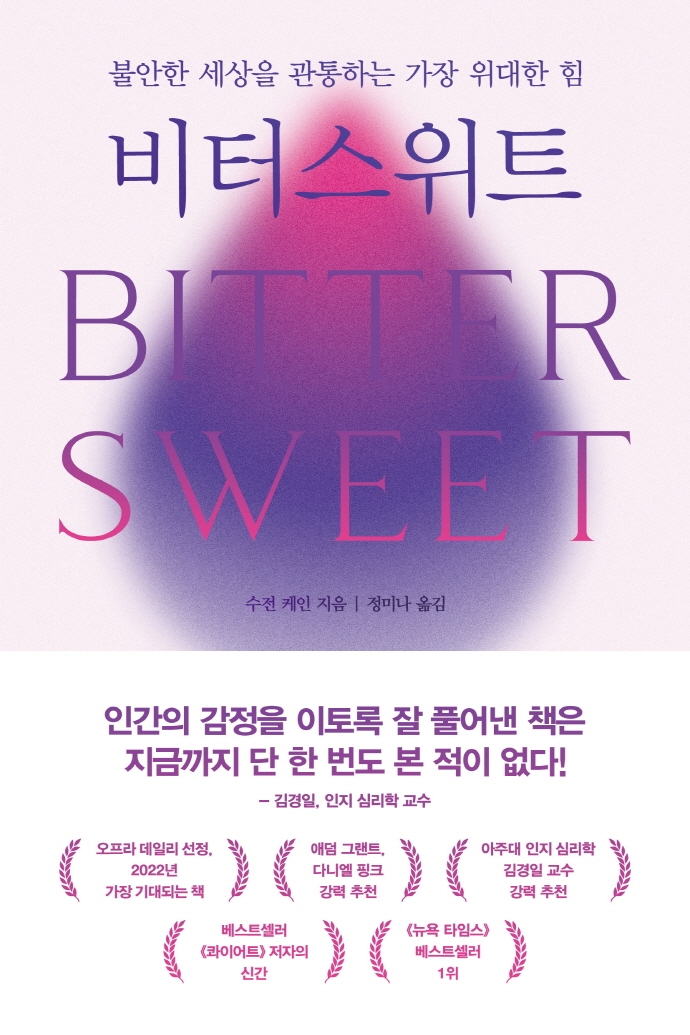 불안한 세상을 관통하는 가장 위대한 힘
비터스위트
BITTER
SWEET
수전 케인 지음 | 정미나 옮김
인간의 감정을 이토록 잘 풀어낸 책은
지금까지 단 한 번도 본 적이 없다!
– 김경일, 인지 심리학 교수
오프라 데일리 선정,
2022년
가장 기대되는 책
애덤 그랜트,
다니엘 핑크
강력 추천
아주대 인지 심리학
김경일 교수
강력 추천
베스트셀러
《콰이어트》 저자의
신간
《뉴욕 타임스》
베스트셀러
1위